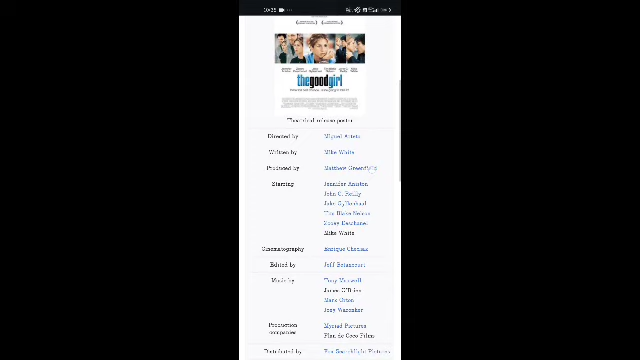 10:35
thegoodgirl
Theatrical release poster
Directed by Miguel Arteta
Written by Mike White
Produced by Matthew Greenfield
Starring Jennifer Aniston
John C. Reilly
Jake Gyllenhaal
Tim Blake Nelson
Zooey Deschanel
Mike White
Cinematography Enrique Chediak
Edited by Jeff Betancourt
Music by Tony Maxwell
James O'Brien
Mark Orton
Joey Waronker
Production Myriad Pictures
companies Flan de Coco Films
Distributed by Fox Searchlight Pictures